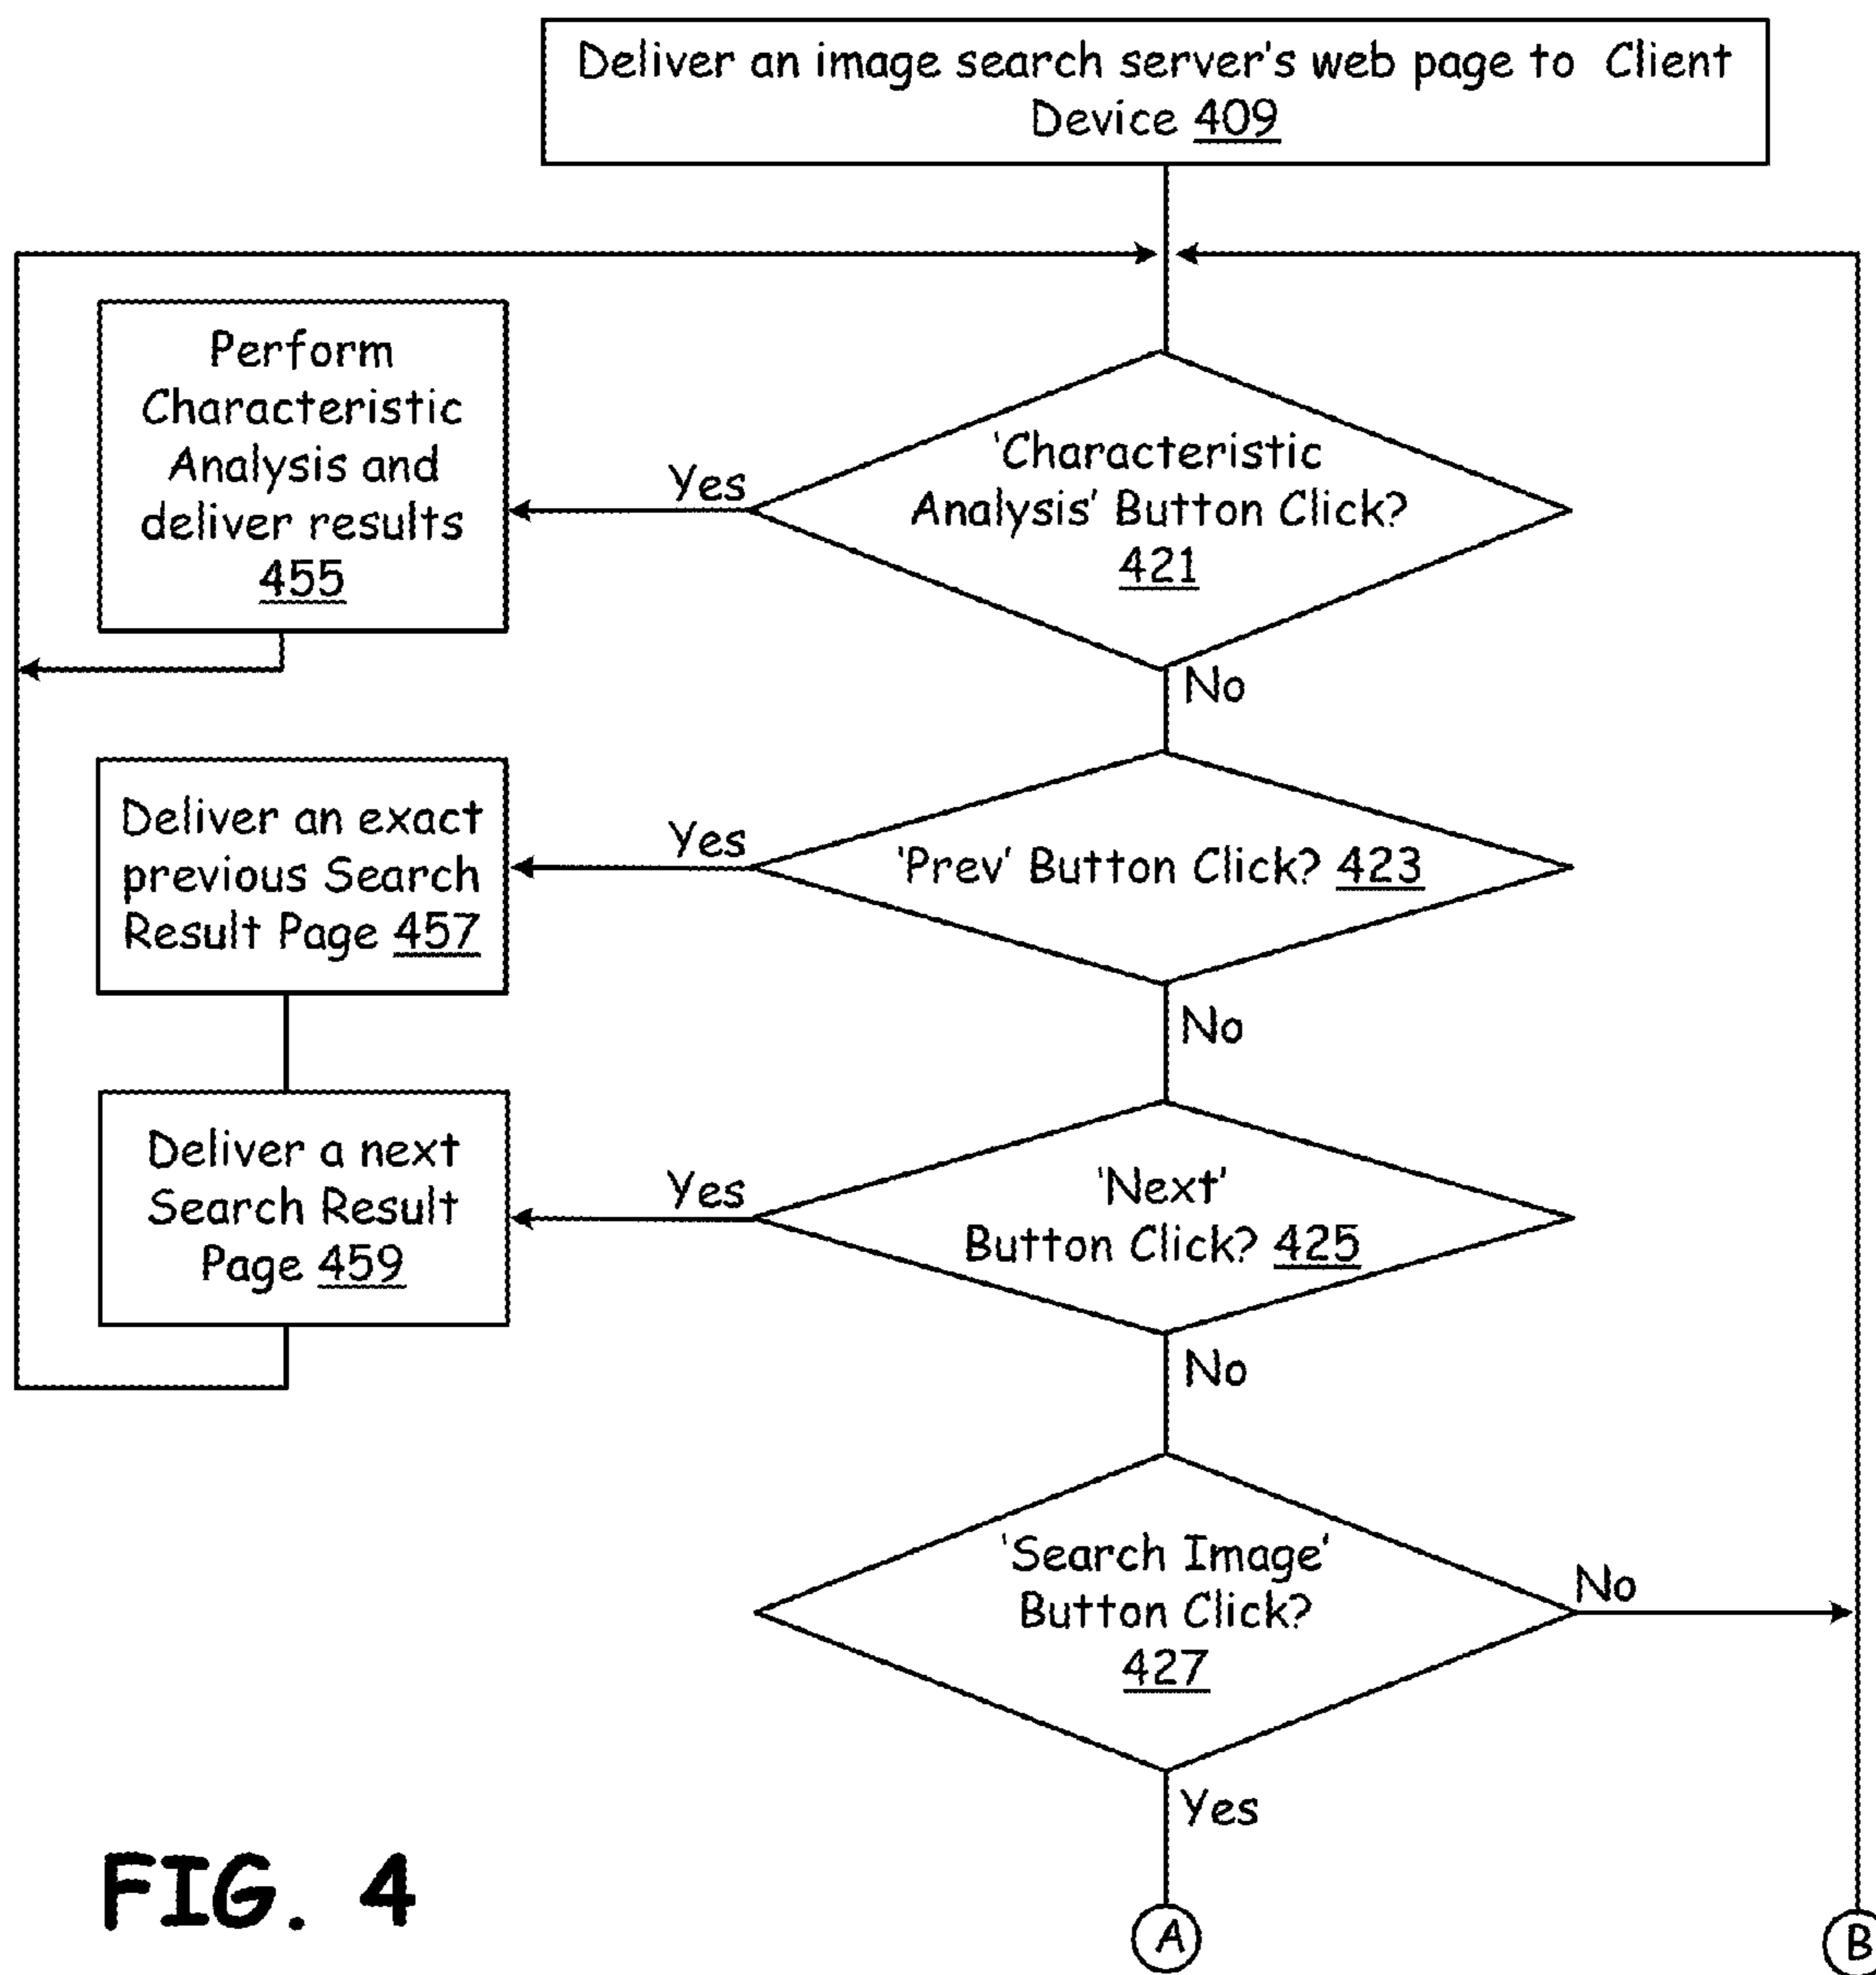 Deliver an image search server's web page to Client
Device 409
Perform
Characteristic
Analysis and
deliver results
455
Yes
'Characteristic
Analysis' Button Click?
421
No
Deliver an exact
previous Search
Result Page 457
Yes
'Prev' Button Click? 423
No
Deliver a next
Search Result
Page 459
Yes
'Next'
Button Click? 425
No
'Search Image'
Button Click?
427
No
Yes
FIG. 4
A
B